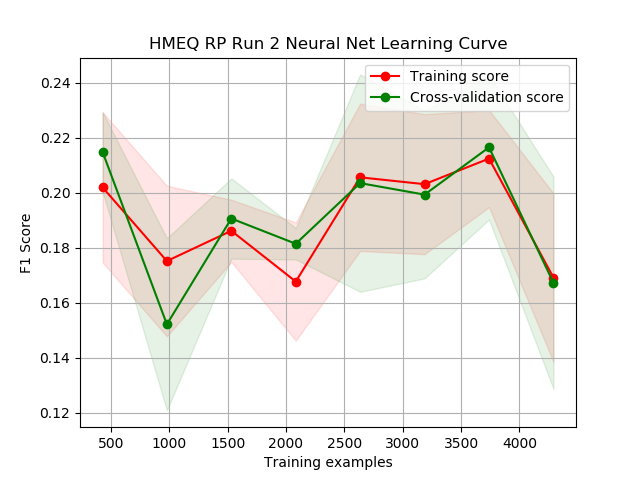 HMEQ RP Run 2 Neural Net Learning Curve
Training score
Cross-validation score
F1 Score
0.24
0.22
0.20
0.18
0.16
0.14
0.12
500 1000 1500 2000 2500 3000 3500 4000
Training examples